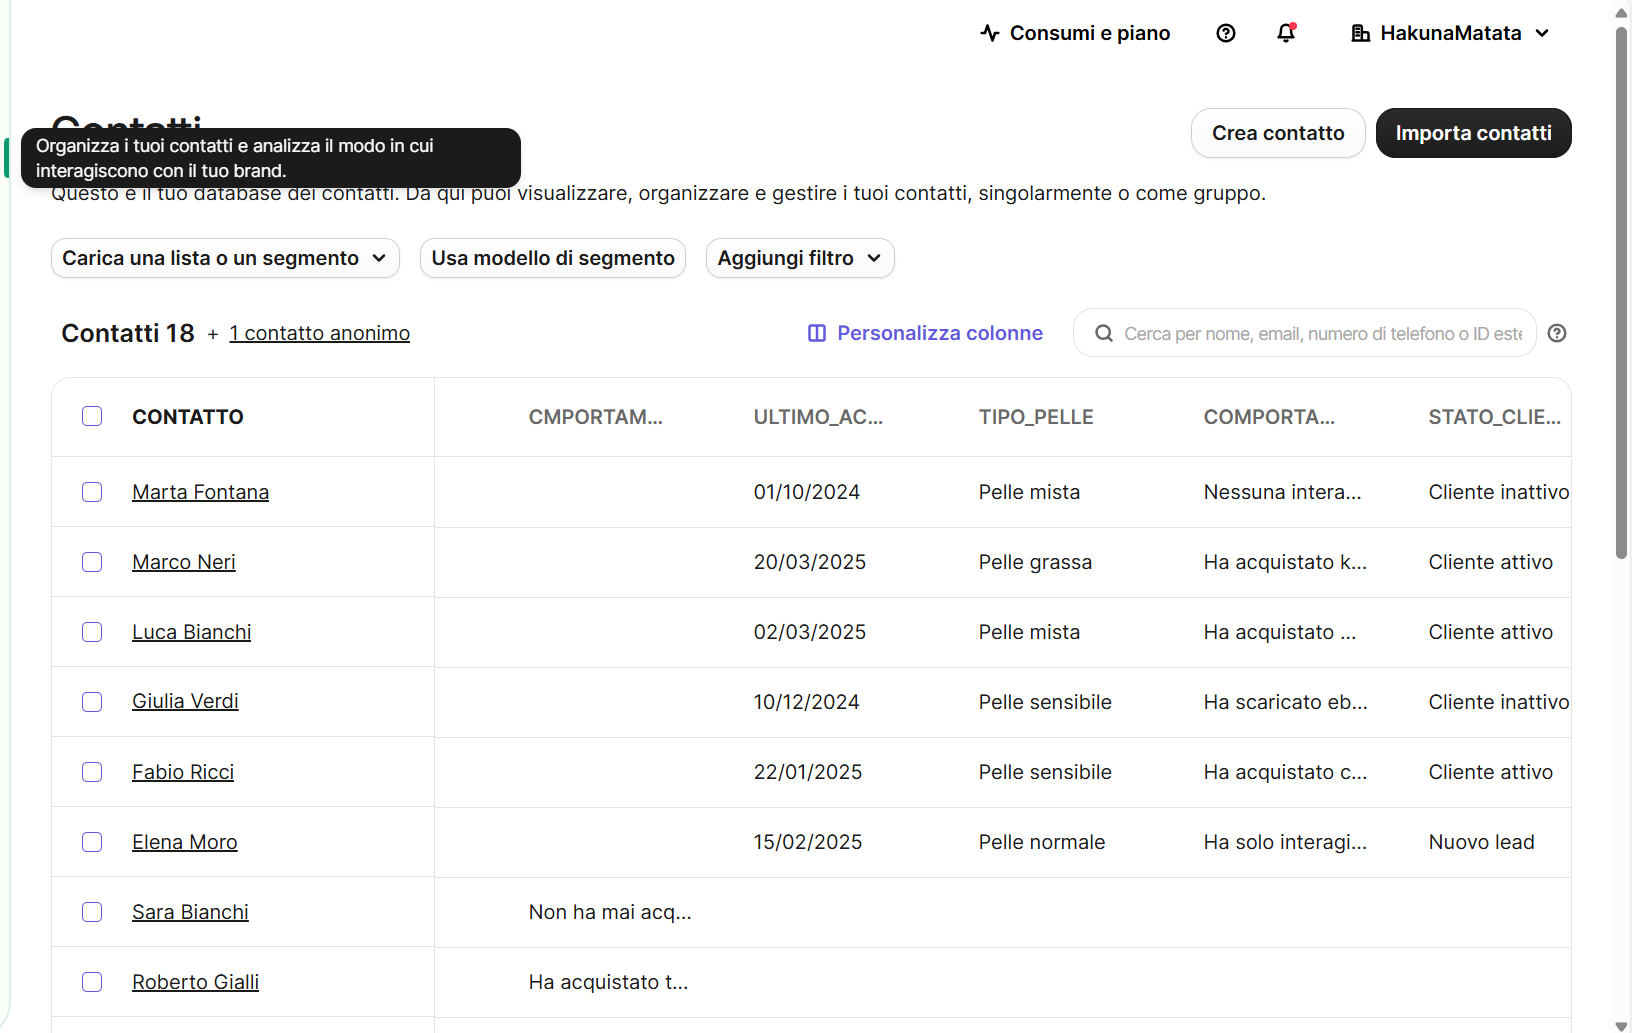 Consumi e piano
HakunaMatata
Contatti
Crea contatto
Importa contatti
Organizza i tuoi contatti e analizza il modo in cui
interagiscono con il tuo brand.
Questo è il tuo database dei contatti. Da qui puoi visualizzare, organizzare e gestire i tuoi contatti, singolarmente o come gruppo.
Carica una lista o un segmento
Usa modello di segmento
Aggiungi filtro
Contatti 18 + 1 contatto anonimo
Personalizza colonne
Cerca per nome, email, numero di telefono o ID este
CONTATTO CMPORTAM... ULTIMO_AC... TIPO_PELLE COMPORTA... STATO_CLIE...
Marta Fontana 01/10/2024 Pelle mista Nessuna intera... Cliente inattivo
Marco Neri 20/03/2025 Pelle grassa Ha acquistato k... Cliente attivo
Luca Bianchi 02/03/2025 Pelle mista Ha acquistato ... Cliente attivo
Giulia Verdi 10/12/2024 Pelle sensibile Ha scaricato eb... Cliente inattivo
Fabio Ricci 22/01/2025 Pelle sensibile Ha acquistato c... Cliente attivo
Elena Moro 15/02/2025 Pelle normale Ha solo interagi... Nuovo lead
Sara Bianchi Non ha mai acq...
Roberto Gialli Ha acquistato t...